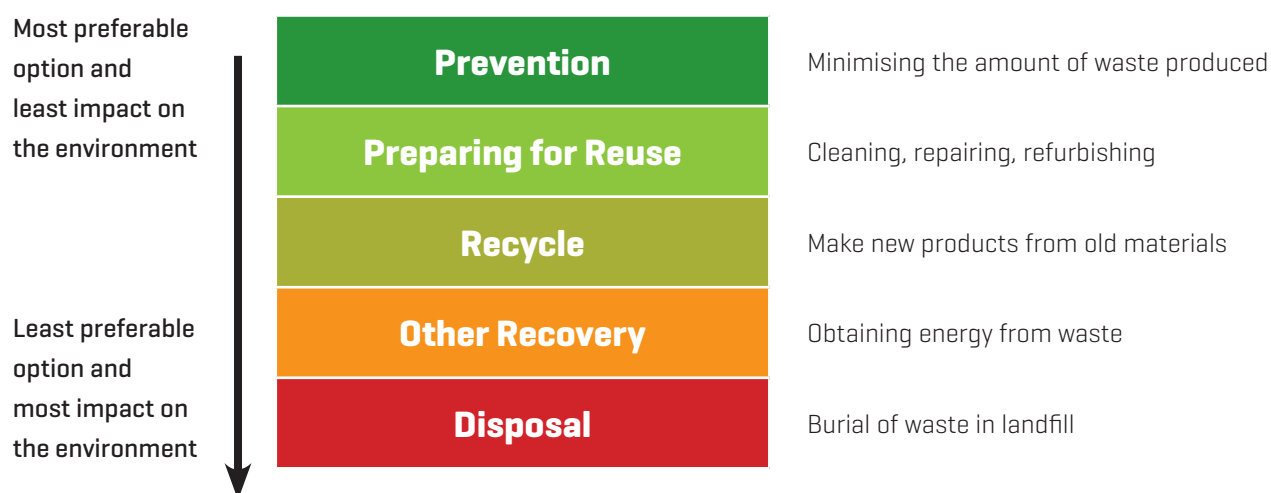 Most preferable
option and
least impact on
the environment
Prevention
Minimising the amount of waste produced
Preparing for Reuse
Cleaning, repairing, refurbishing
Recycle
Make new products from old materials
Least preferable
option and
most impact on
the environment
Other Recovery
Obtaining energy from waste
Disposal
Burial of waste in landfill